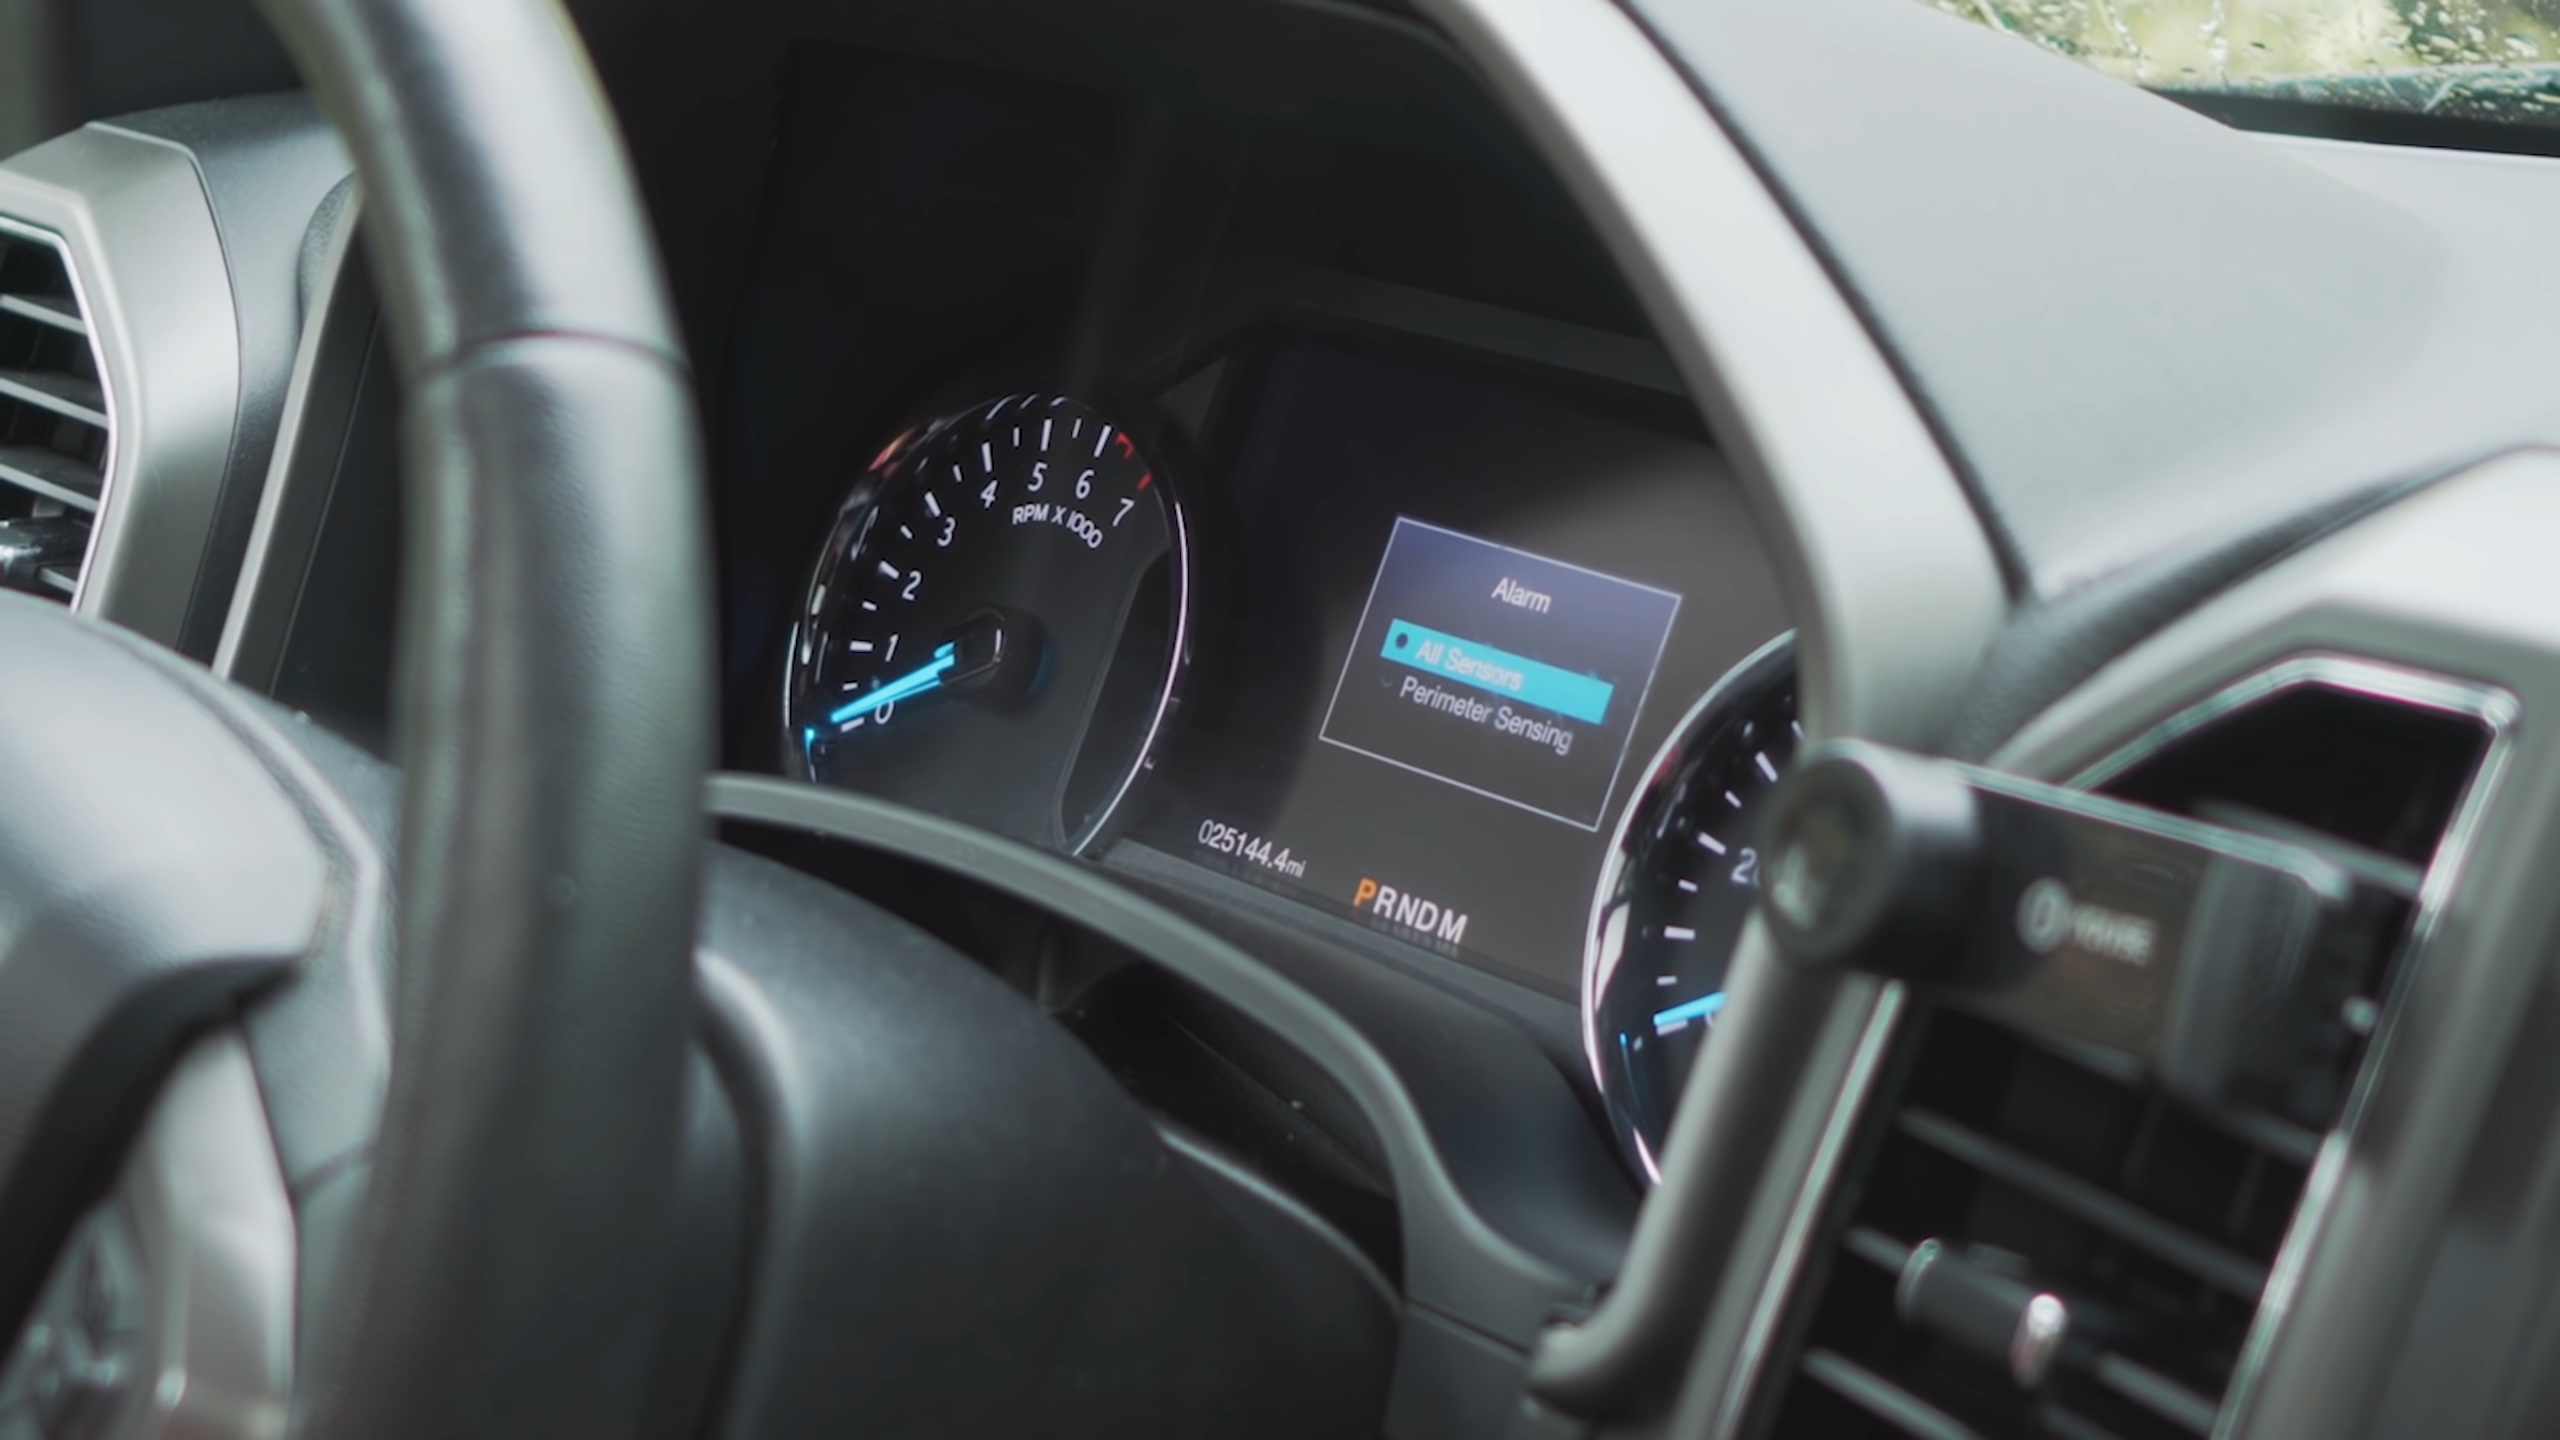 5
6
4
7
RPM X 1000
3
2
1
0
Alarm
All Sensors
Perimeter Sensing
F
025144.4mi
PRNDM